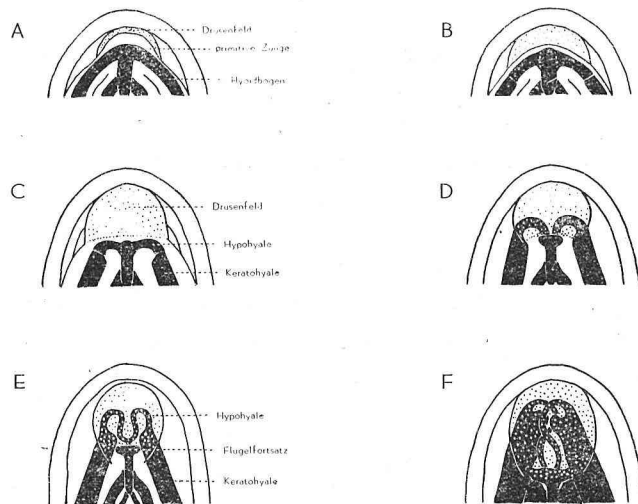 A
Drusenfeld
primitive Zunge
Hyoidbogen
B
C
Drusenfeld
Hypohyale
Keratohyale
D
E
Hypohyale
Flugelfortsatz
Keratohyale
F